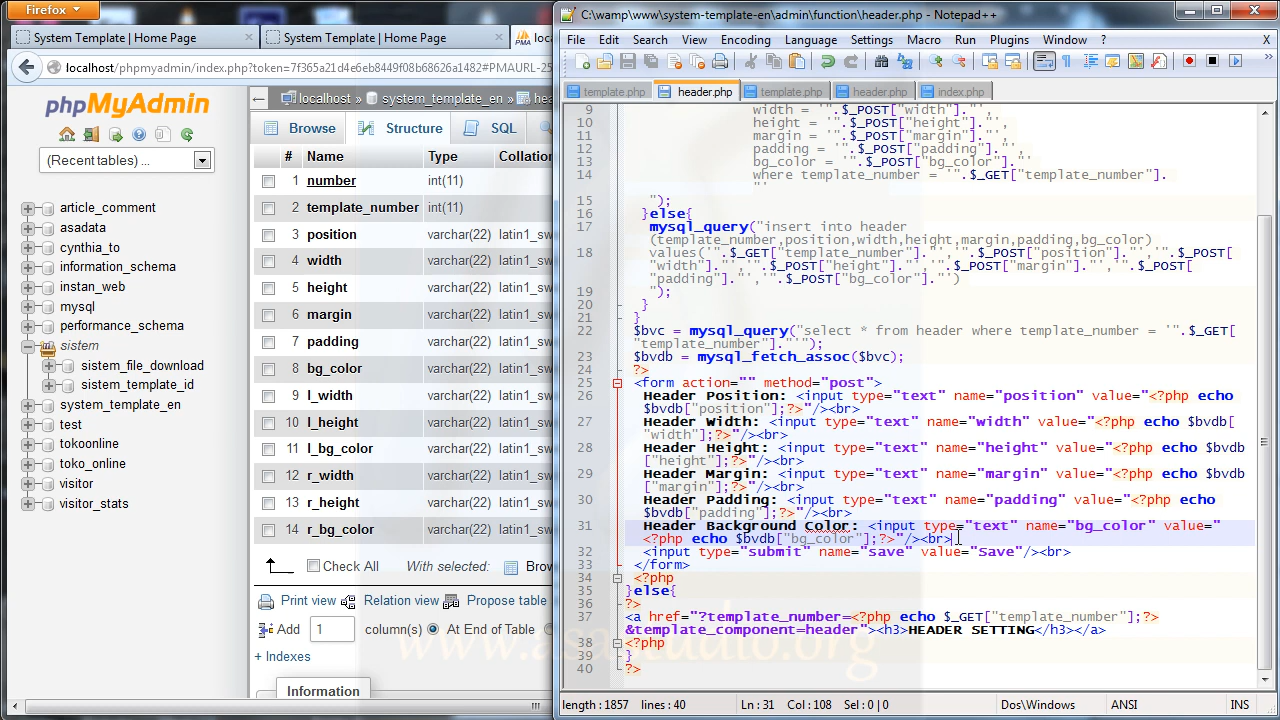 Firefox
System Template | Home Page
System Template | Home Page
localhost/phpmyadmin/index.php?
phpMyAdmin
(Recent tables) ...
article_comment
asadata
cynthia_to
information_schema
instan_web
mysql
performance_schema
sistem
sistem_file_download
sistem_template_id
system_template_en
test
tokoonline
toko_online
visitor
visitor_stats
localhost » system_template_en »
Browse Structure SQL
# Name Type
1 number int(11)
2 template_number int(11)
3 position varchar(22) latin1_sw
4 width varchar(22) latin1_sw
5 height varchar(22) latin1_sw
6 margin varchar(22) latin1_sw
7 padding varchar(22) latin1_sw
8 bg_color varchar(22) latin1_sw
9 l_width varchar(22) latin1_sw
10 l_height varchar(22) latin1_sw
11 l_bg_color varchar(22) latin1_sw
12 r_width varchar(22) latin1_sw
13 r_height varchar(22) latin1_sw
14 r_bg_color varchar(22) latin1_sw
Check All With selected:
Print view Relation view Propose table
Add 1 column(s) At End of Table
+ Indexes
Information
C:\wamp\www\system-template-en\admin\function\header.php - Notepad++
File Edit Search View Encoding Language Settings Macro Run Plugins Window ? X
template.php header.php template.php header.php index.php
9 width = '".$_POST["width"]."',
10 height = '".$_POST["height"]."',
11 margin = '".$_POST["margin"]."',
12 padding = '".$_POST["padding"]."',
13 bg_color = '".$_POST["bg_color"]."'
14 where template_number = '".$_GET["template_number"].
"'
15 ");
16 }else{
17 mysql_query("insert into header
(template_number,position,width,height,margin,padding,bg_color)
18 values('".$_GET["template_number"]."','".$_POST["position"]."','".$_POST[
"width"]."','".$_POST["height"]."','".$_POST["margin"]."','".$_POST[
"padding"]."','".$_POST["bg_color"]."')
19 ");
20 }
21 }
22 $bvc = mysql_query("select * from header where template_number = '".$_GET[
"template_number"]."'");
23 $bvdb = mysql_fetch_assoc($bvc);
24 ?>
25 <form action="" method="post">
26 Header Position: <input type="text" name="position" value="<?php echo
$bvdb["position"];?>"/><br>
27 Header Width: <input type="text" name="width" value="<?php echo $bvdb[
"width"];?>"/><br>
28 Header Height: <input type="text" name="height" value="<?php echo $bvdb
["height"];?>"/><br>
29 Header Margin: <input type="text" name="margin" value="<?php echo $bvdb
["margin"];?>"/><br>
30 Header Padding: <input type="text" name="padding" value="<?php echo
$bvdb["padding"];?>"/><br>
31 Header Background Color: <input type="text" name="bg_color" value="
<?php echo $bvdb["bg_color"];?>"/><br>
32 <input type="submit" name="save" value="Save"/><br>
33 </form>
34 <?php
35 }else{
36 ?>
37 <a href="?template_number=<?php echo $_GET["template_number"];?>
&template_component=header"><h3>HEADER SETTING</h3></a>
38 <?php
39 }
40 ?>
length : 1857 lines : 40 Ln : 31 Col : 108 Sel : 0 | 0 Dos\Windows ANSI INS